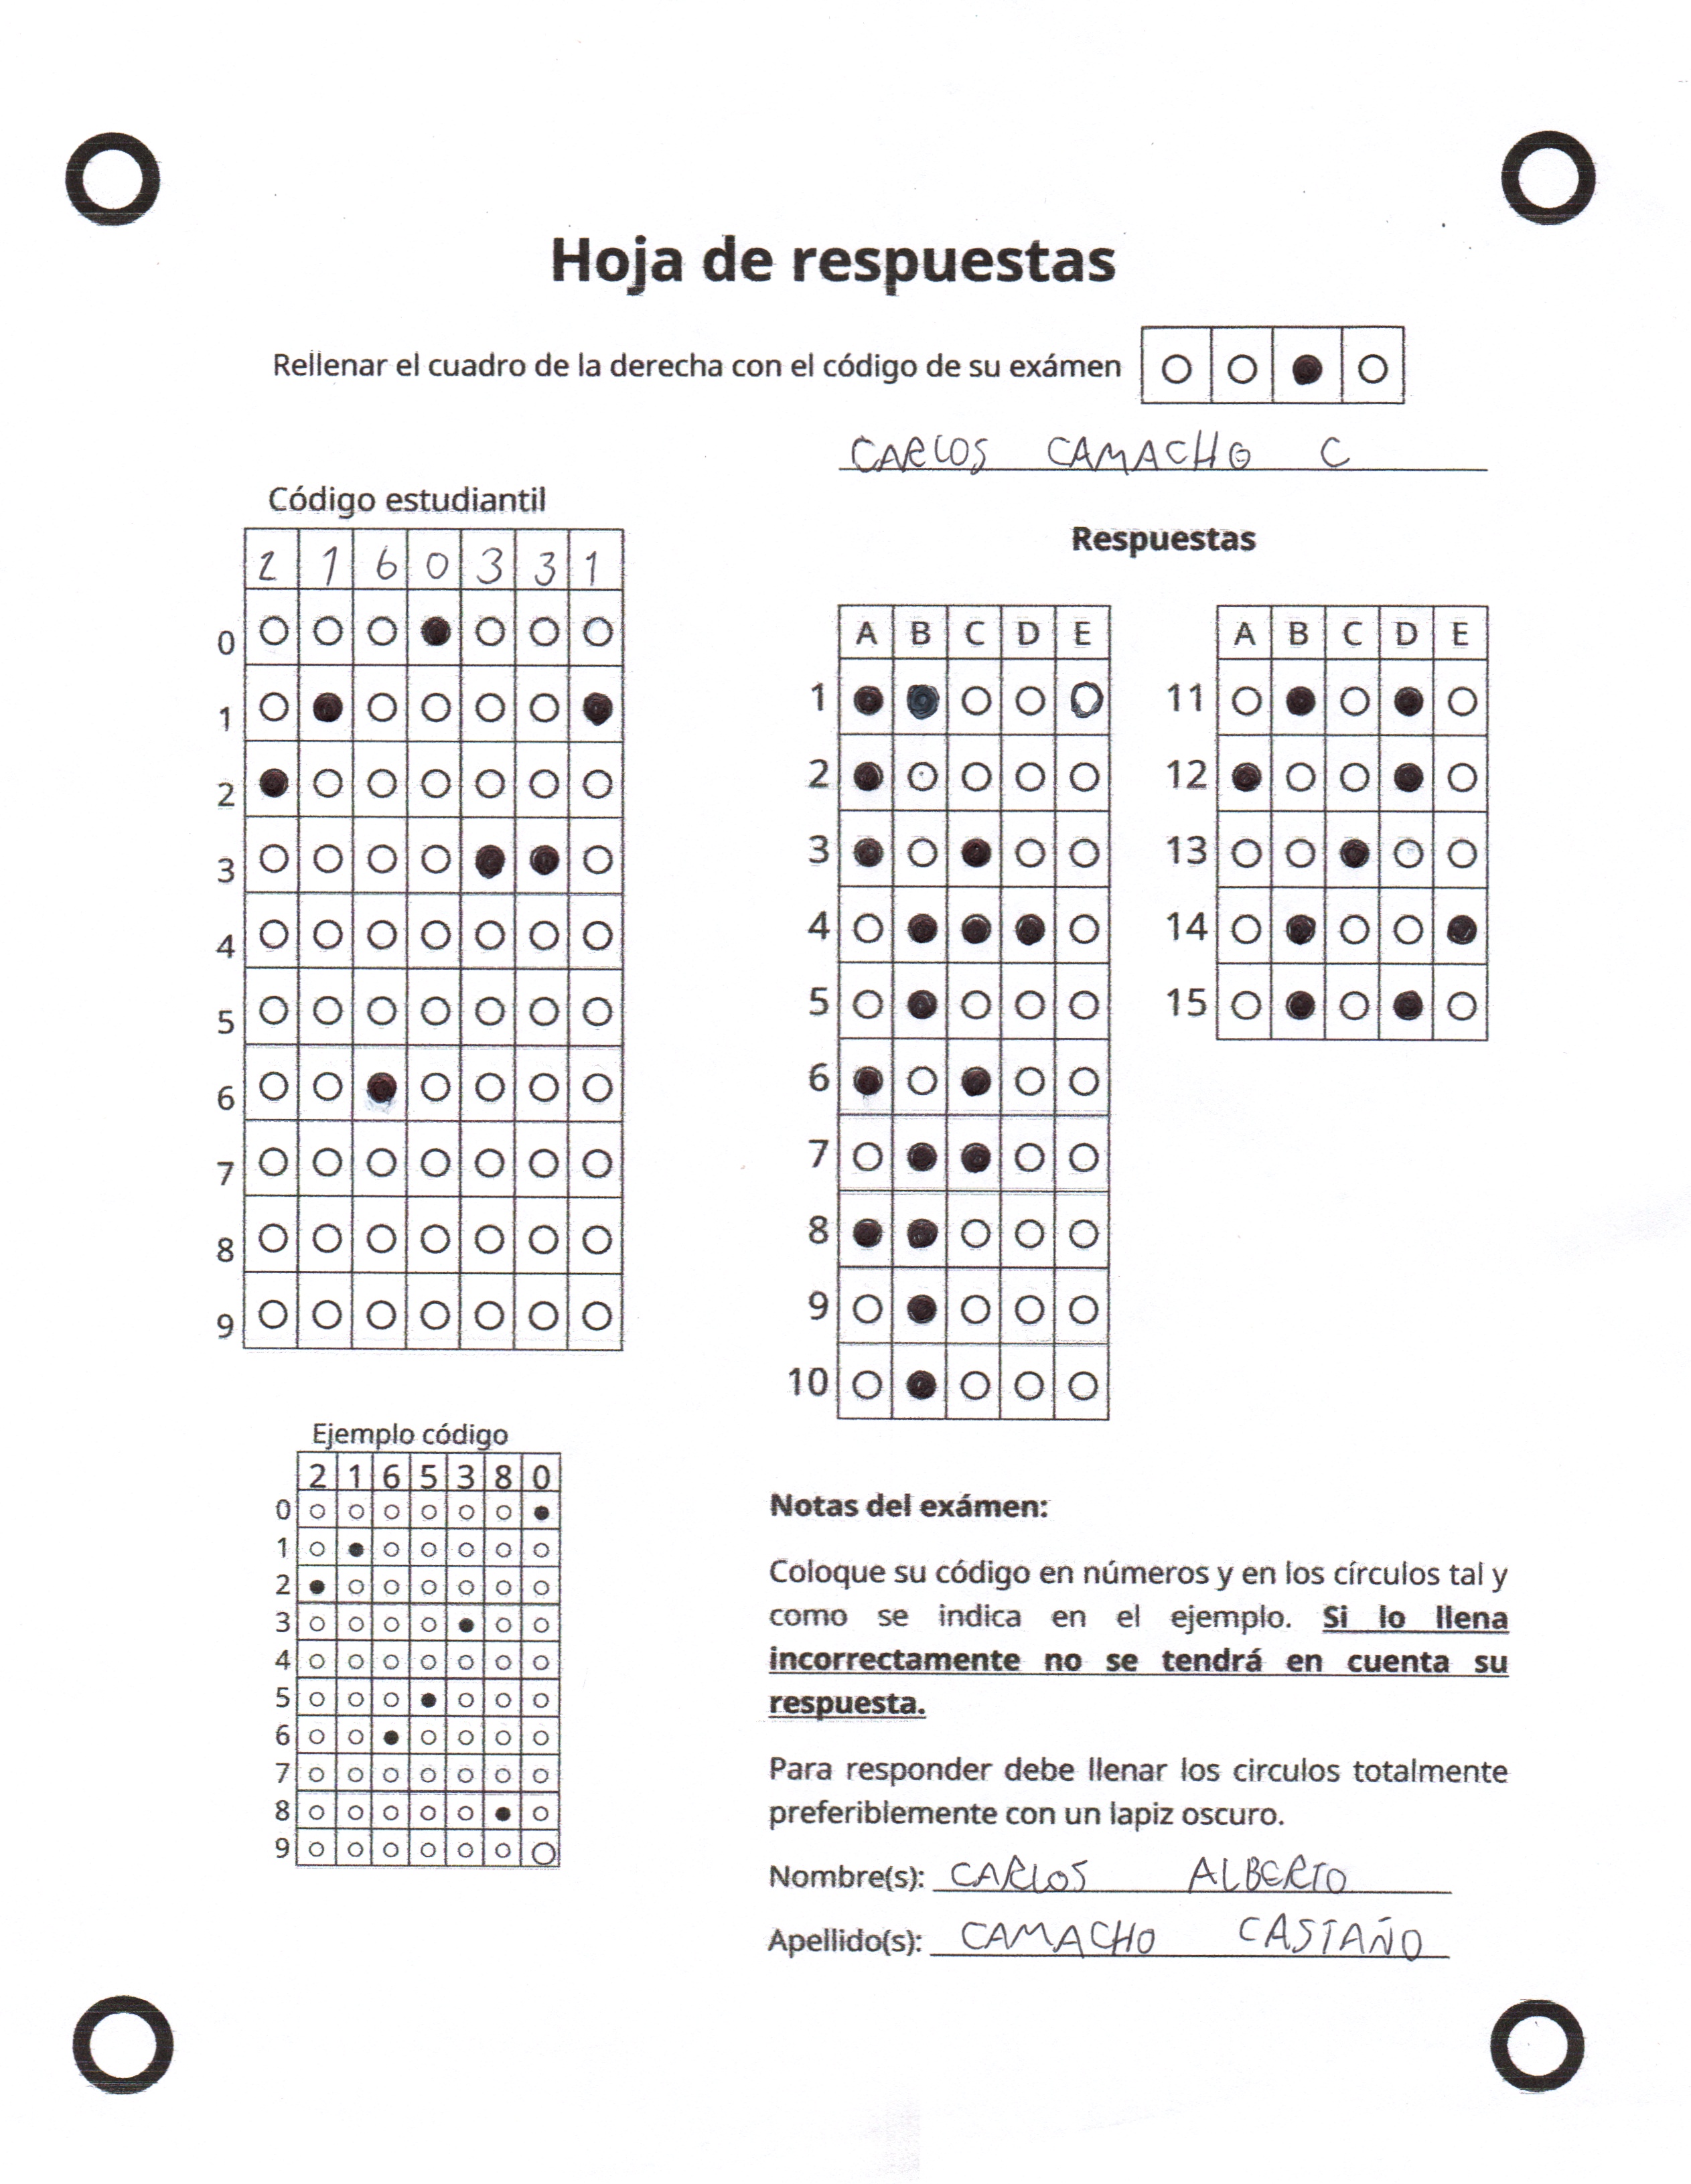 Hoja de respuestas
Rellenar el cuadro de la derecha con el código de su exámen
CARLOS CAMACHO C
Código estudiantil
2 1 6 0 3 3 1
0
1
2
3
4
5
6
7
8
9
Respuestas
A B C D E
1
2
3
4
5
6
7
8
9
10
A B C D E
11
12
13
14
15
Ejemplo código
2 1 6 5 3 8 0
0
1
2
3
4
5
6
7
8
9
Notas del exámen:
Coloque su código en números y en los círculos tal y
como se indica en el ejemplo. Si lo llena
incorrectamente no se tendrá en cuenta su
respuesta.
Para responder debe llenar los circulos totalmente
preferiblemente con un lapiz oscuro.
Nombre(s): CARLOS ALBERTO
Apellido(s): CAMACHO CASTAÑO